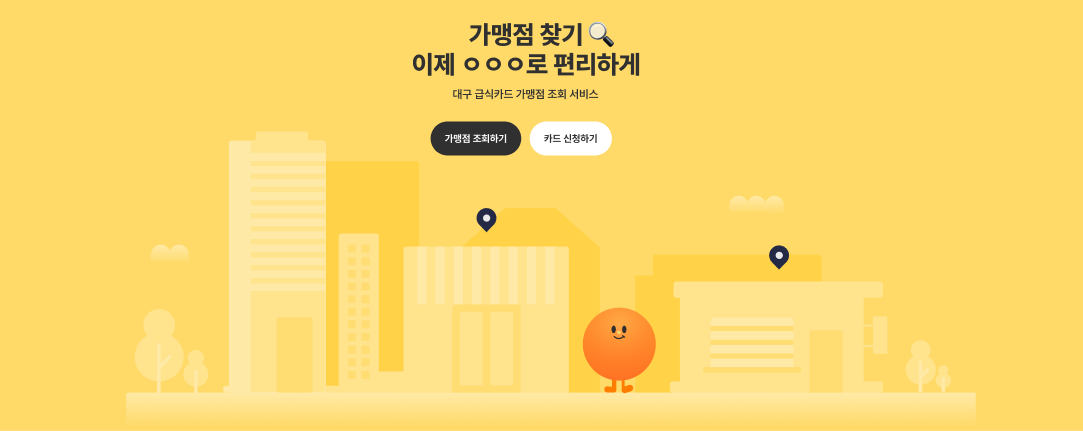 가맹점 찾기
이제 ㅇㅇㅇ로 편리하게
대구 급식카드 가맹점 조회 서비스
가맹점 조회하기
카드 신청하기